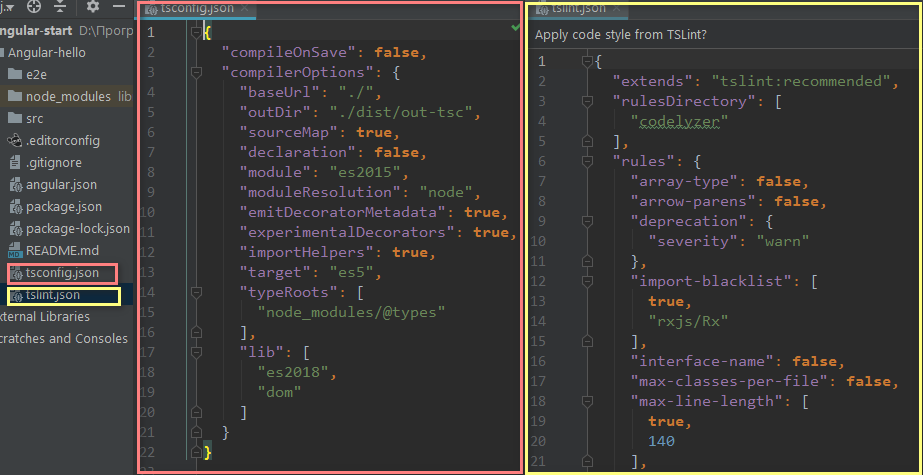 ngular-start D:\Прогр
Angular-hello
e2e
node_modules lib
src
.editorconfig
.gitignore
angular.json
package.json
package-lock.json
README.md
tsconfig.json
tslint.json
xternal Libraries
cratches and Consoles
tsconfig.json
1 {
2 "compileOnSave": false,
3 "compilerOptions": {
4 "baseUrl": "./",
5 "outDir": "./dist/out-tsc",
6 "sourceMap": true,
7 "declaration": false,
8 "module": "es2015",
9 "moduleResolution": "node",
10 "emitDecoratorMetadata": true,
11 "experimentalDecorators": true,
12 "importHelpers": true,
13 "target": "es5",
14 "typeRoots": [
15 "node_modules/@types"
16 ],
17 "lib": [
18 "es2018",
19 "dom"
20 ]
21 }
22 }
tslint.json
Apply code style from TSLint?
1 {
2 "extends": "tslint:recommended",
3 "rulesDirectory": [
4 "codelyzer"
5 ],
6 "rules": {
7 "array-type": false,
8 "arrow-parens": false,
9 "deprecation": {
10 "severity": "warn"
11 },
12 "import-blacklist": [
13 true,
14 "rxjs/Rx"
15 ],
16 "interface-name": false,
17 "max-classes-per-file": false,
18 "max-line-length": [
19 true,
20 140
21 ],